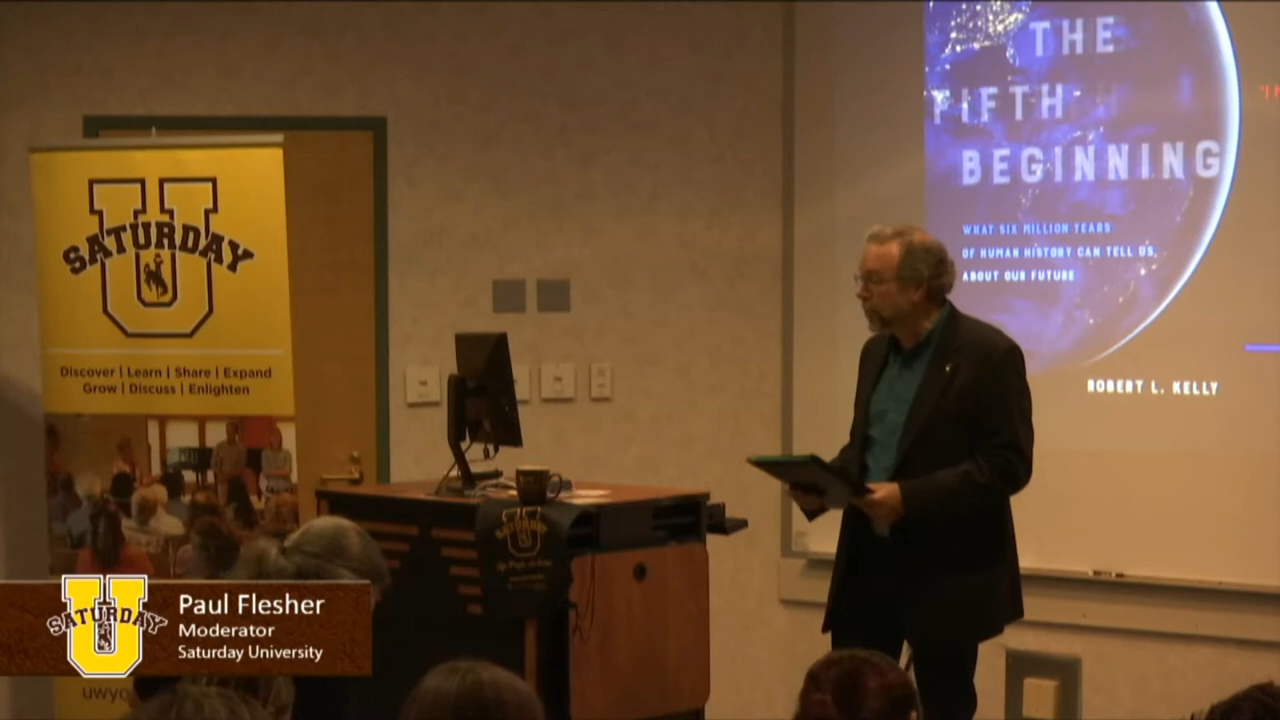 SATURDAY
U
Discover | Learn | Share | Expand
Grow | Discuss | Enlighten
THE
FIFTH
BEGINNING
WHAT SIX MILLION YEARS
OF HUMAN HISTORY CAN TELL US
ABOUT OUR FUTURE
ROBERT L. KELLY
SATURDAY
U
SATURDAY
U
Paul Flesher
Moderator
Saturday University
uwyo